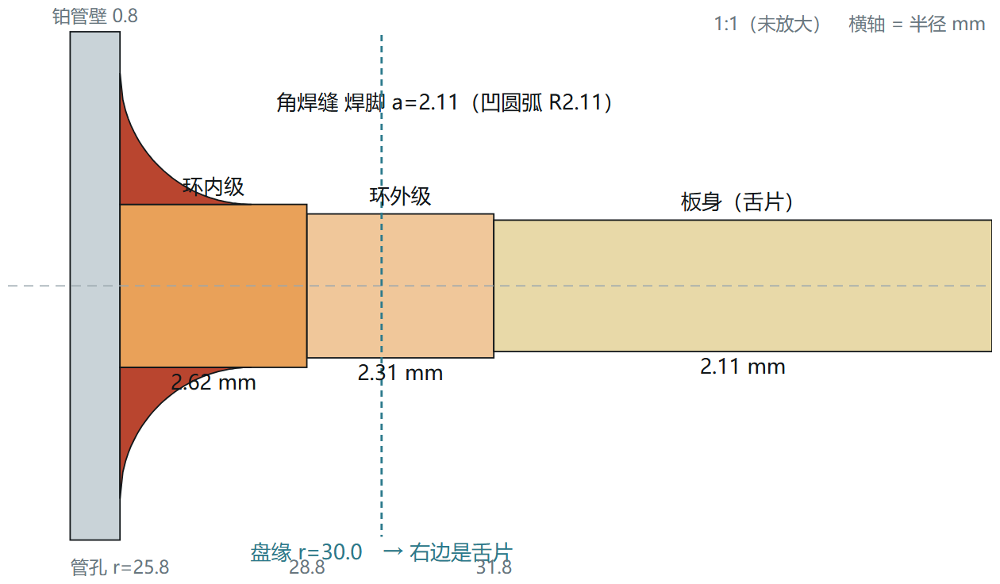 铂管壁 0.8
1:1（未放大）  横轴 = 半径 mm
角焊缝 焊脚 a=2.11（凹圆弧 R2.11）
环内级
环外级
板身（舌片）
2.62 mm
2.31 mm
2.11 mm
盘缘 r=30.0  → 右边是舌片
管孔 r=25.8
28.8
31.8